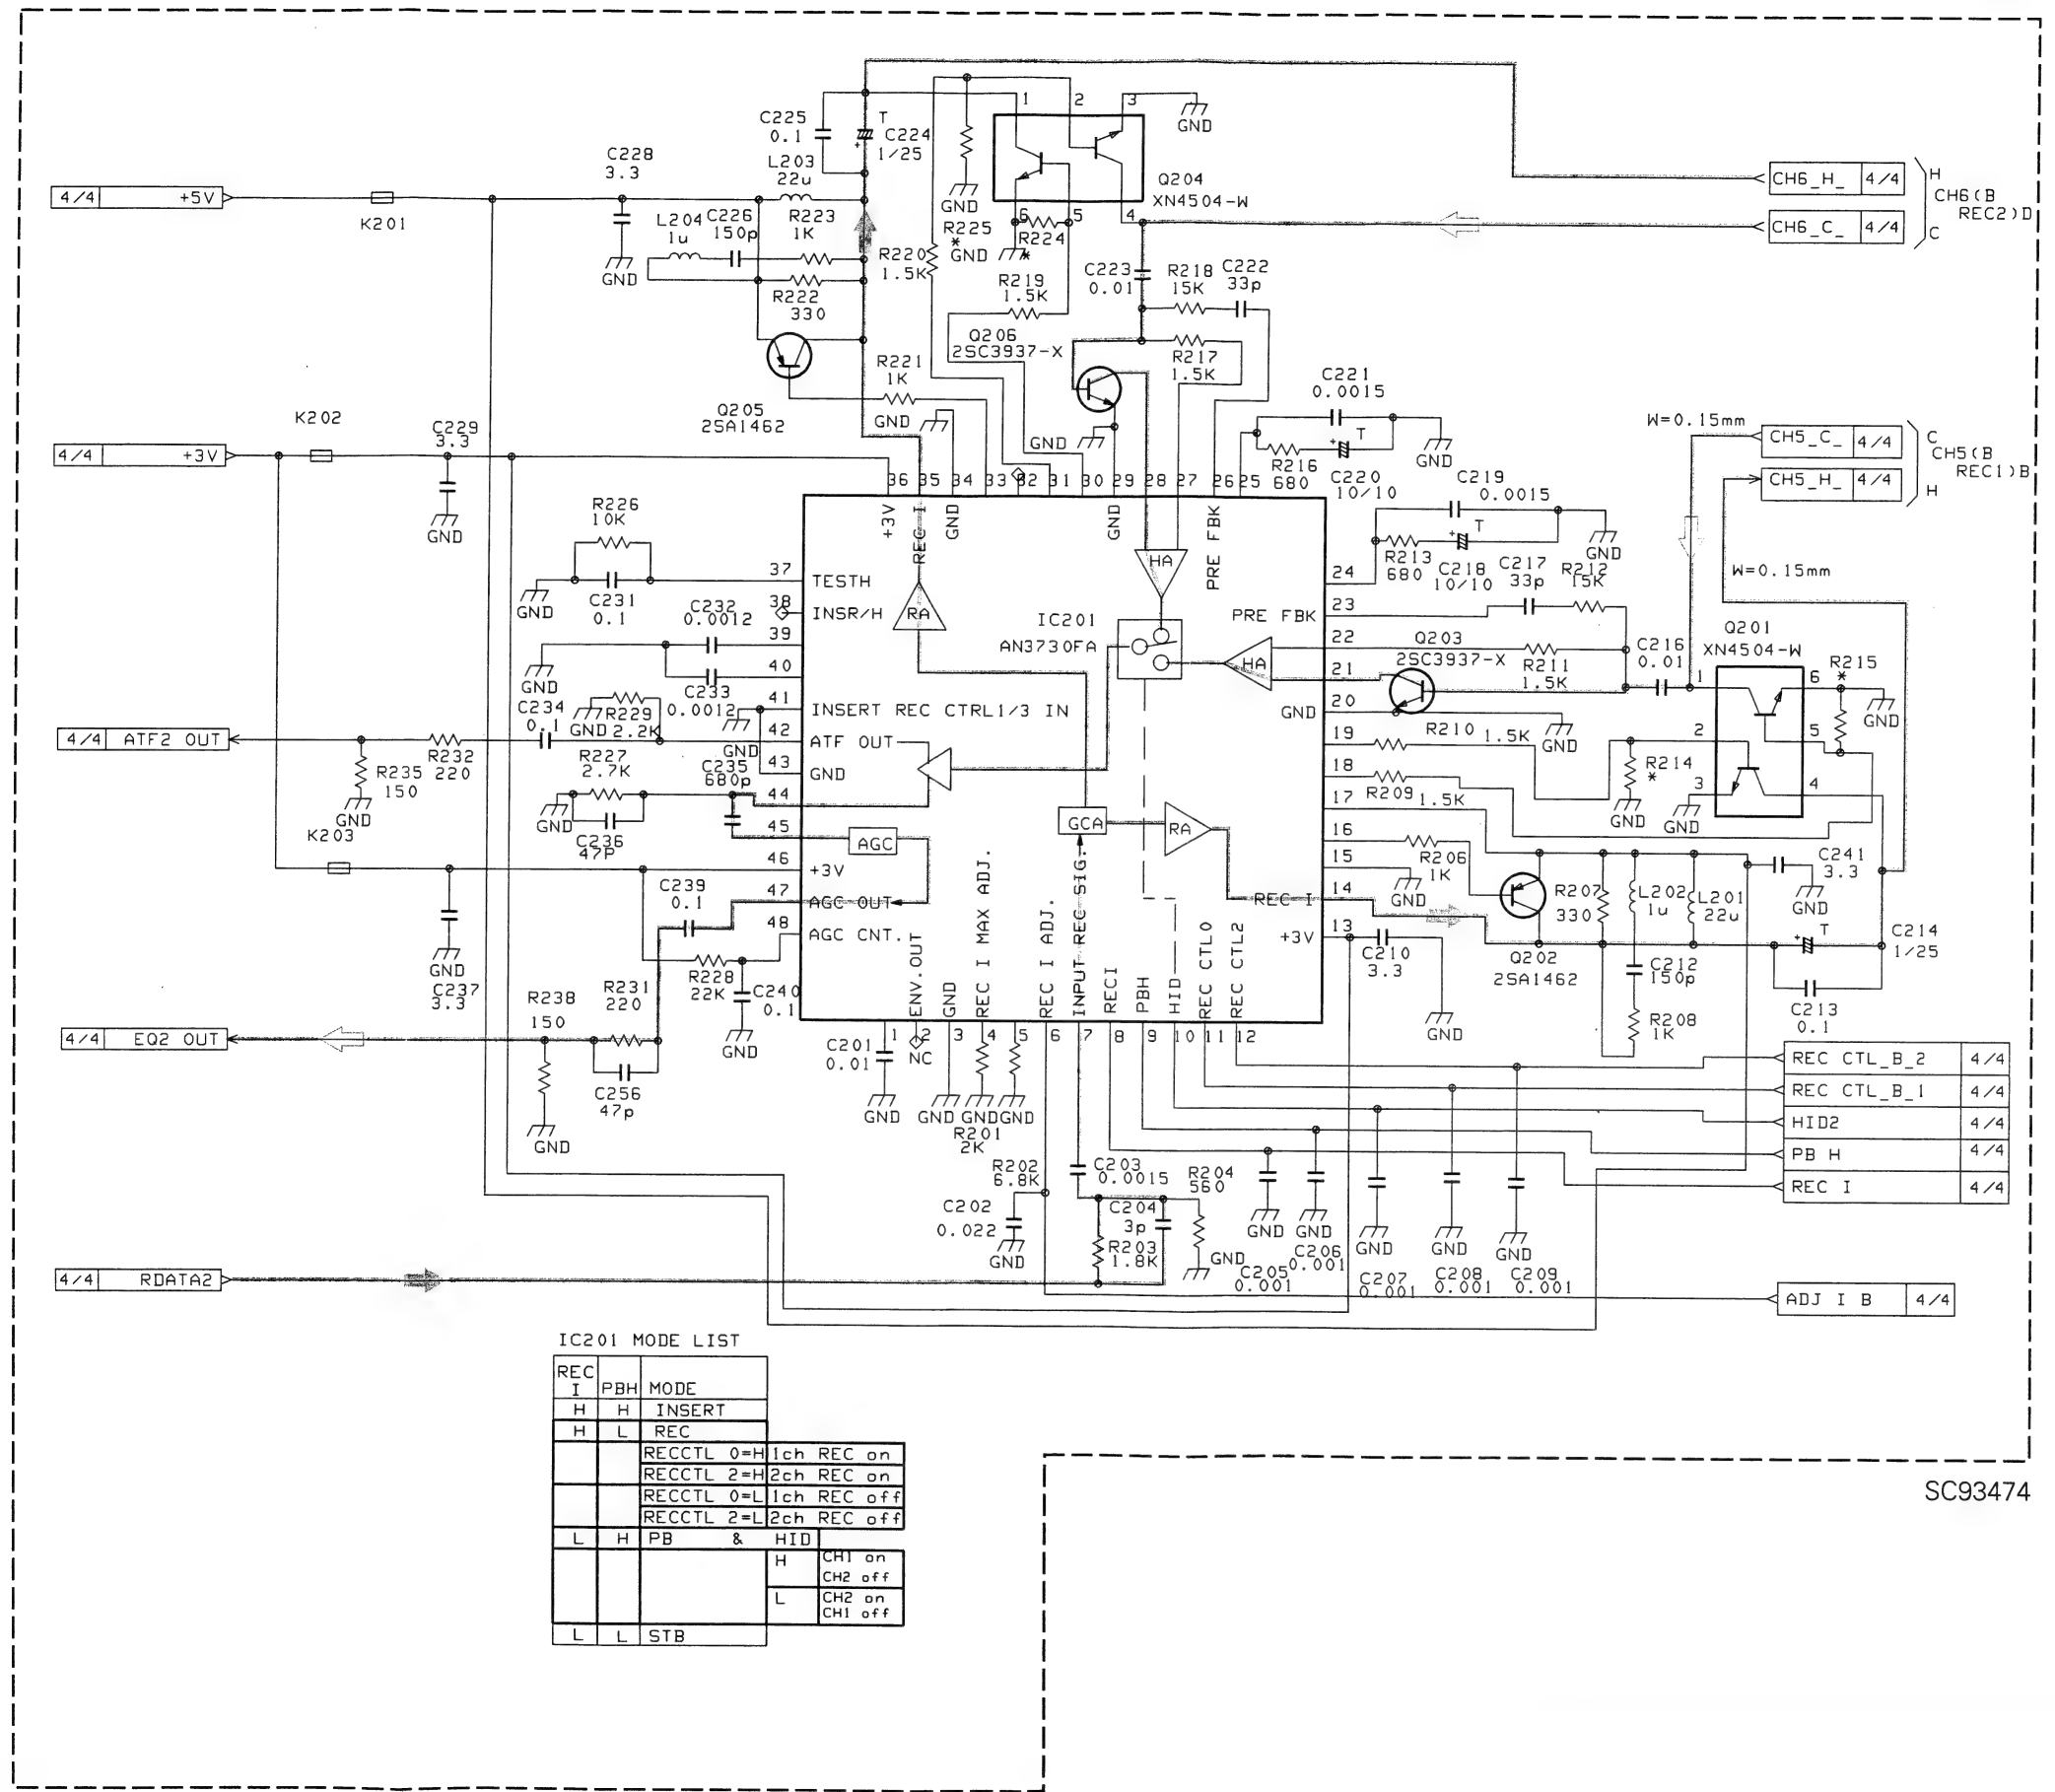 C225
0.1
T
C224
1/25
1
2
3
GND
C228
3.3
L203
22u
4/4 +5V
K201
L204
1u
C226
150p
R223
1K
GND
R222
330
R220
1.5K
GND
R225
*
GND
6
R224
*
5
4
Q204
XN4504-W
CH6_H_ 4/4
H
CH6(B
REC2)D
CH6_C_ 4/4
C
R219
1.5K
C223
0.01
R218
15K
C222
33p
Q206
2SC3937-X
R217
1.5K
R221
1K
Q205
2SA1462
GND
GND
C221
0.0015
T
R216
680
C220
10/10
GND
W=0.15mm
CH5_C_ 4/4
C
CH5(B
REC1)B
CH5_H_ 4/4
H
K202
4/4 +3V
C229
3.3
GND
36 35 34 33 32 31 30 29 28 27 26 25
+3V
REC I
GND
GND
PRE FBK
C219
0.0015
T
GND
R213
680
C218
10/10
C217
33p
R212
15K
W=0.15mm
R226
10K
GND
C231
0.1
37 TESTH
38 INSR/H
C232
0.0012
39
40
GND
C233
0.0012
RA
HA
IC201
AN3730FA
HA
24
PRE FBK 23
22
21
GND 20
19
18
17
16
15
REC I 14
+3V 13
Q203
2SC3937-X
R211
1.5K
C216
0.01
Q201
XN4504-W
R215
*
1
6
GND
2
5
3
4
R210 1.5K
GND
R214
*
R209 1.5K
GND
41 INSERT REC CTRL1/3 IN
42 ATF OUT
43 GND
44
45
AGC
46 +3V
47 AGC OUT
48 AGC CNT.
GCA
RA
C234
0.1
GND
R229
2.2K
GND
4/4 ATF2 OUT
R235
150
R232
220
R227
2.7K
C235
680p
GND
GND
C236
47P
K203
C239
0.1
GND
C237
3.3
R228
22K
C240
0.1
GND
R206
1K
GND
R207
330
L202
1u
L201
22u
C241
3.3
GND
T
C214
1/25
C210
3.3
GND
Q202
2SA1462
C212
150p
C213
0.1
R208
1K
R238
150
R231
220
4/4 EQ2 OUT
C256
47p
GND
ENV.OUT
GND
REC I MAX ADJ.
REC I ADJ.
INPUT REC SIG.
RECI
PBH
HID
REC CTL0
REC CTL2
1 2 3 4 5 6 7 8 9 10 11 12
NC
C201
0.01
GND
GND
GND
GND
R201
2K
REC CTL_B_2 4/4
REC CTL_B_1 4/4
HID2 4/4
PB H 4/4
REC I 4/4
R202
6.8K
C203
0.0015
R204
560
C202
0.022
GND
C204
3p
R203
1.8K
GND
GND
C205
0.001
GND
C206
0.001
GND
C207
0.001
GND
C208
0.001
GND
C209
0.001
4/4 RDATA2
ADJ I B 4/4
IC201 MODE LIST
REC I PBH MODE
H H INSERT
H L REC
RECCTL 0=H 1ch REC on
RECCTL 2=H 2ch REC on
RECCTL 0=L 1ch REC off
RECCTL 2=L 2ch REC off
L H PB & HID
H CH1 on
CH2 off
L CH2 on
CH1 off
L L STB
SC93474